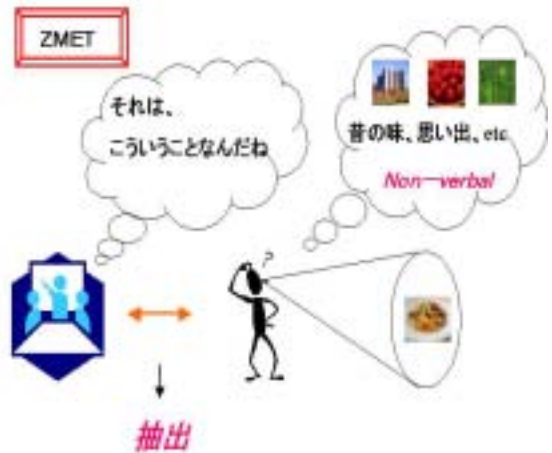 ZMET
それは、
こういうことなんだね
昔の味、思い出、etc
Non-verbal
?
抽出